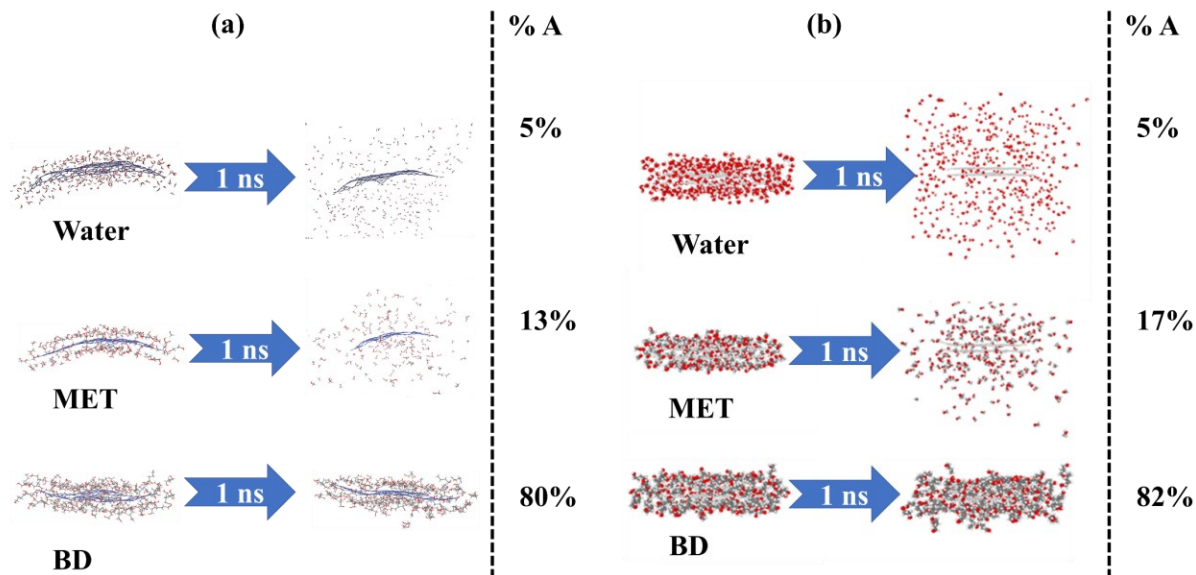 (a)
% A
1 ns
5%
Water
1 ns
13%
MET
1 ns
80%
BD
(b)
% A
1 ns
5%
Water
1 ns
17%
MET
1 ns
82%
BD